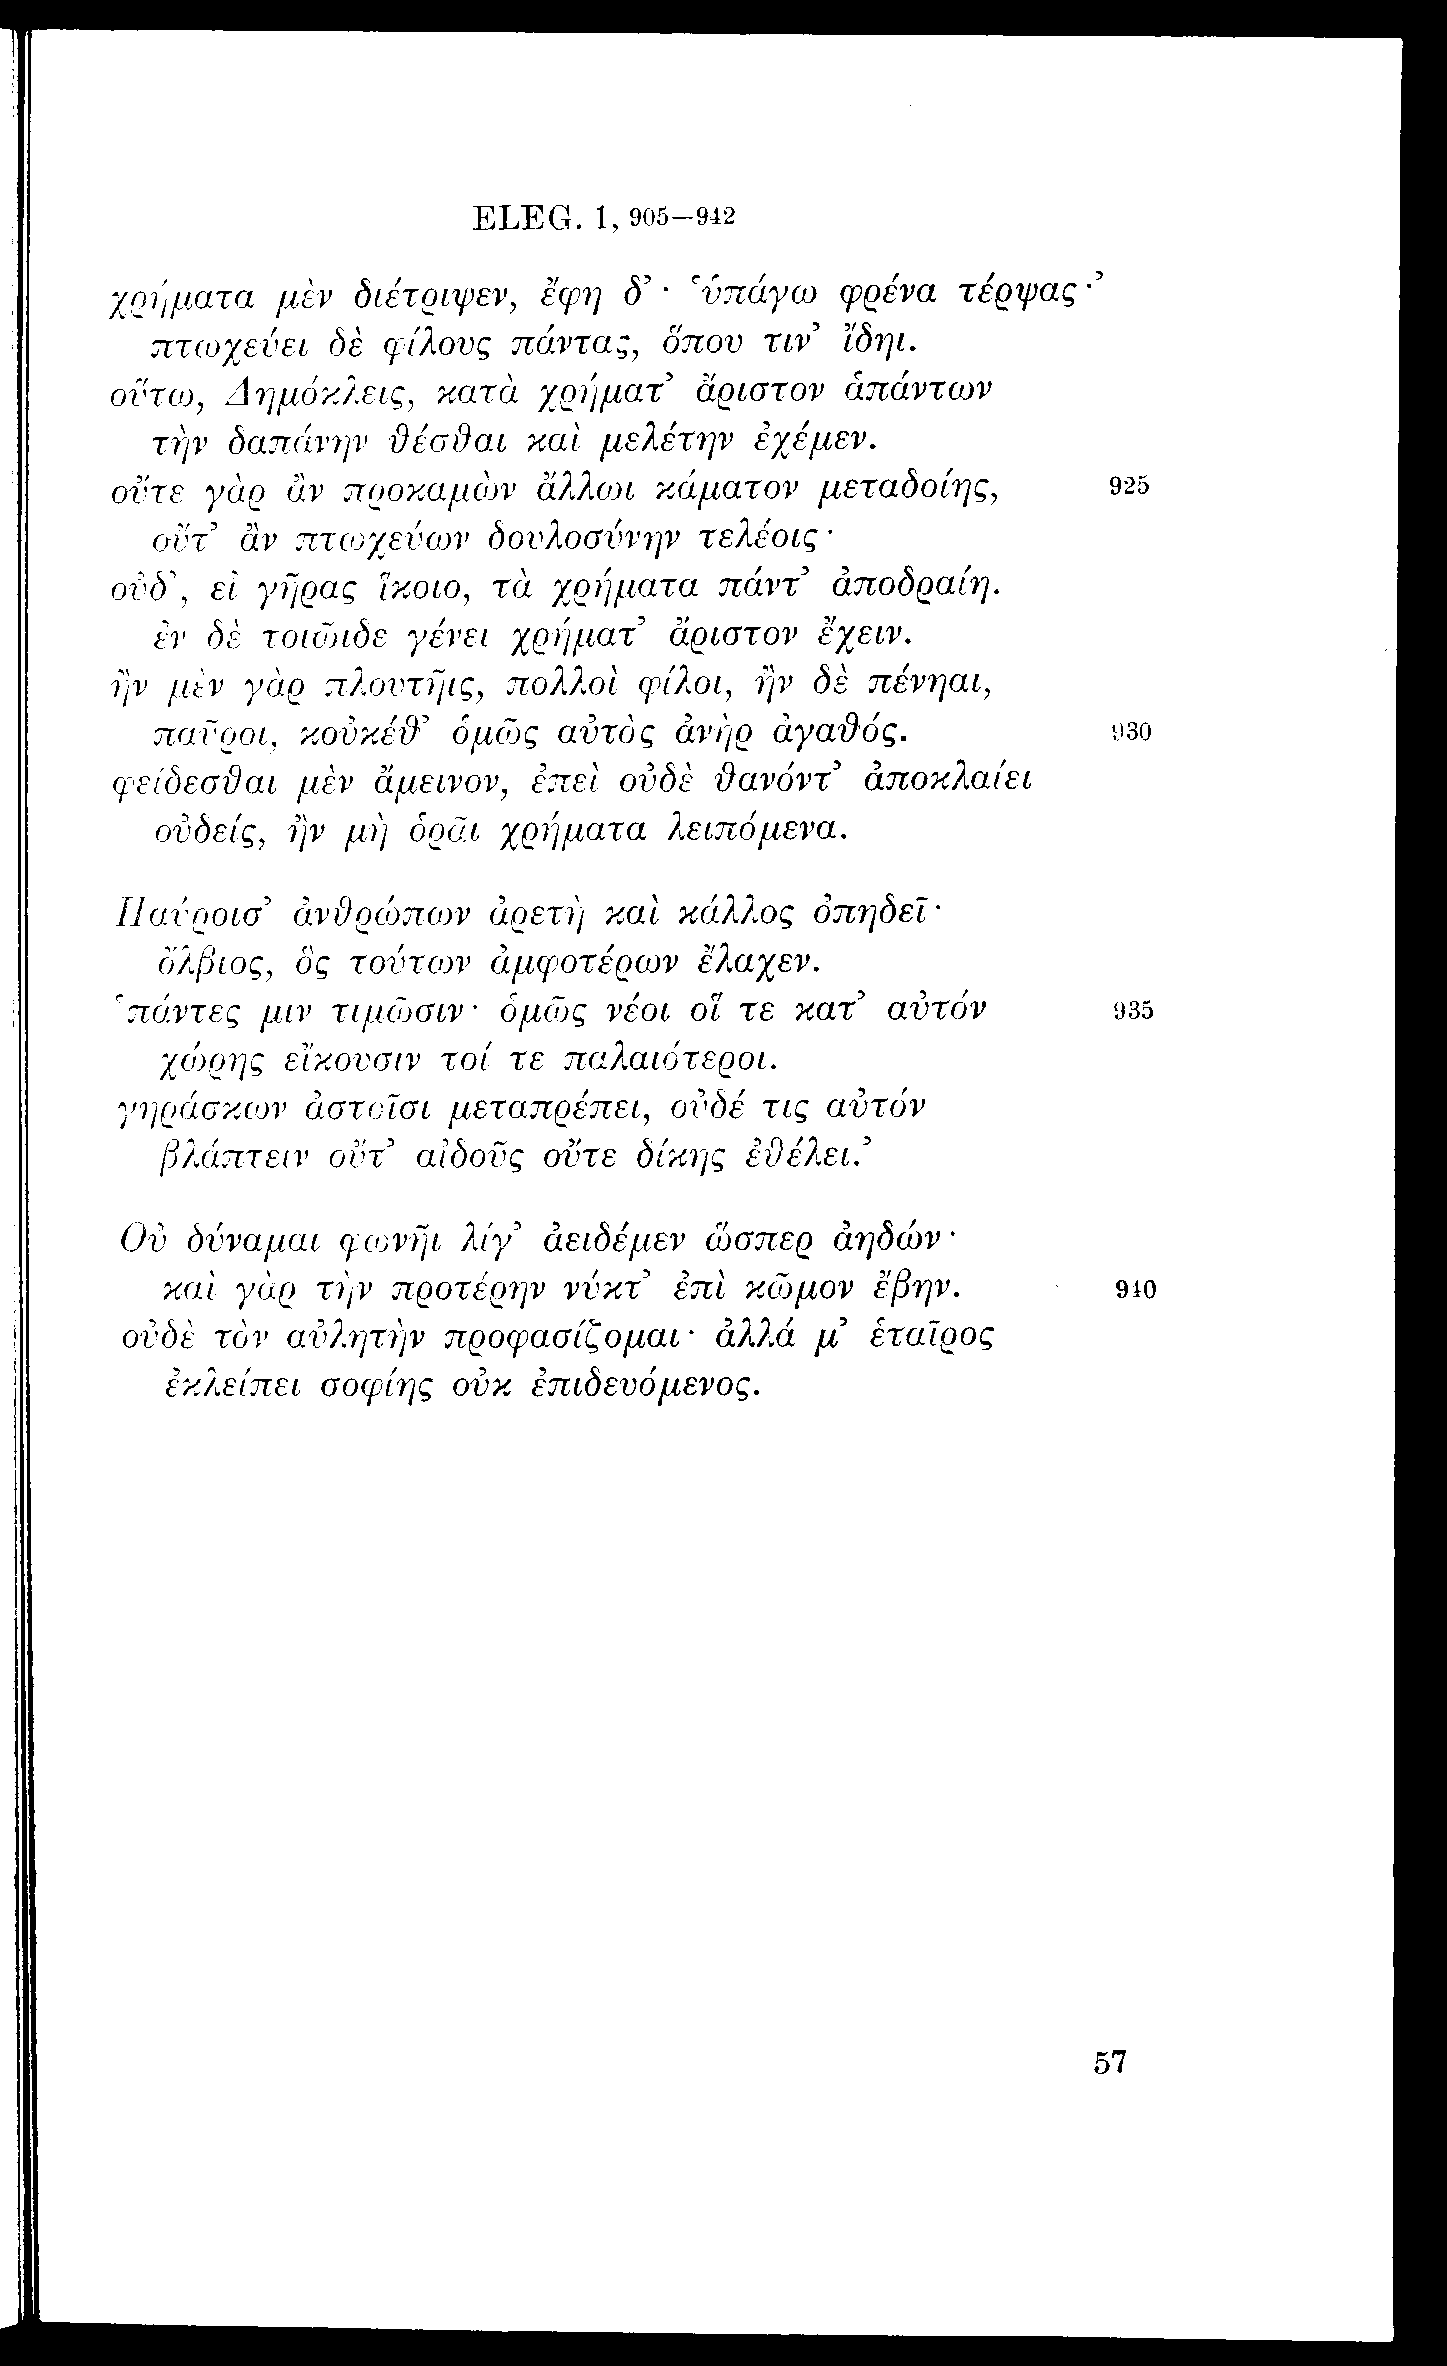 ELEG. 1, 905—942
χρήματα μὲν διέτριψεν, ἔφη δ’ · ‘ὑπάγω φρένα τέρψας·’
πτωχεύει δὲ φίλους πάντας, ὅπου τιν’ ἴδηι.
οὕτω, Δημόκλεις, κατὰ χρήματ’ ἄριστον ἁπάντων
τὴν δαπάνην θέσθαι καὶ μελέτην ἐχέμεν.
οὔτε γὰρ ἂν προκαμὼν ἄλλωι κάματον μεταδοίης, 925
οὔτ’ ἂν πτωχεύων δουλοσύνην τελέοις·
οὐδ’, εἰ γῆρας ἵκοιο, τὰ χρήματα πάντ’ ἀποδραίη.
ἐν δὲ τοιῶιδε γένει χρήματ’ ἄριστον ἔχειν.
ἢν μὲν γὰρ πλουτῆις, πολλοὶ φίλοι, ἢν δὲ πένηαι,
παῦροι, κοὐκέθ’ ὁμῶς αὐτὸς ἀνὴρ ἀγαθός. 930
φείδεσθαι μὲν ἄμεινον, ἐπεὶ οὐδὲ θανόντ’ ἀποκλαίει
οὐδείς, ἢν μὴ ὁρᾶι χρήματα λειπόμενα.
Παύροισ’ ἀνθρώπων ἀρετὴ καὶ κάλλος ὀπηδεῖ·
ὄλβιος, ὃς τούτων ἀμφοτέρων ἔλαχεν.
‘πάντες μιν τιμῶσιν· ὁμῶς νέοι οἵ τε κατ’ αὐτόν 935
χώρης εἴκουσιν τοί τε παλαιότεροι.
γηράσκων ἀστοῖσι μεταπρέπει, οὐδέ τις αὐτόν
βλάπτειν οὔτ’ αἰδοῦς οὔτε δίκης ἐθέλει.’
Οὐ δύναμαι φωνῆι λίγ’ ἀειδέμεν ὥσπερ ἀηδών·
καὶ γὰρ τὴν προτέρην νύκτ’ ἐπὶ κῶμον ἔβην. 940
οὐδὲ τὸν αὐλητὴν προφασίζομαι· ἀλλά μ’ ἑταῖρος
ἐκλείπει σοφίης οὐκ ἐπιδευόμενος.
57